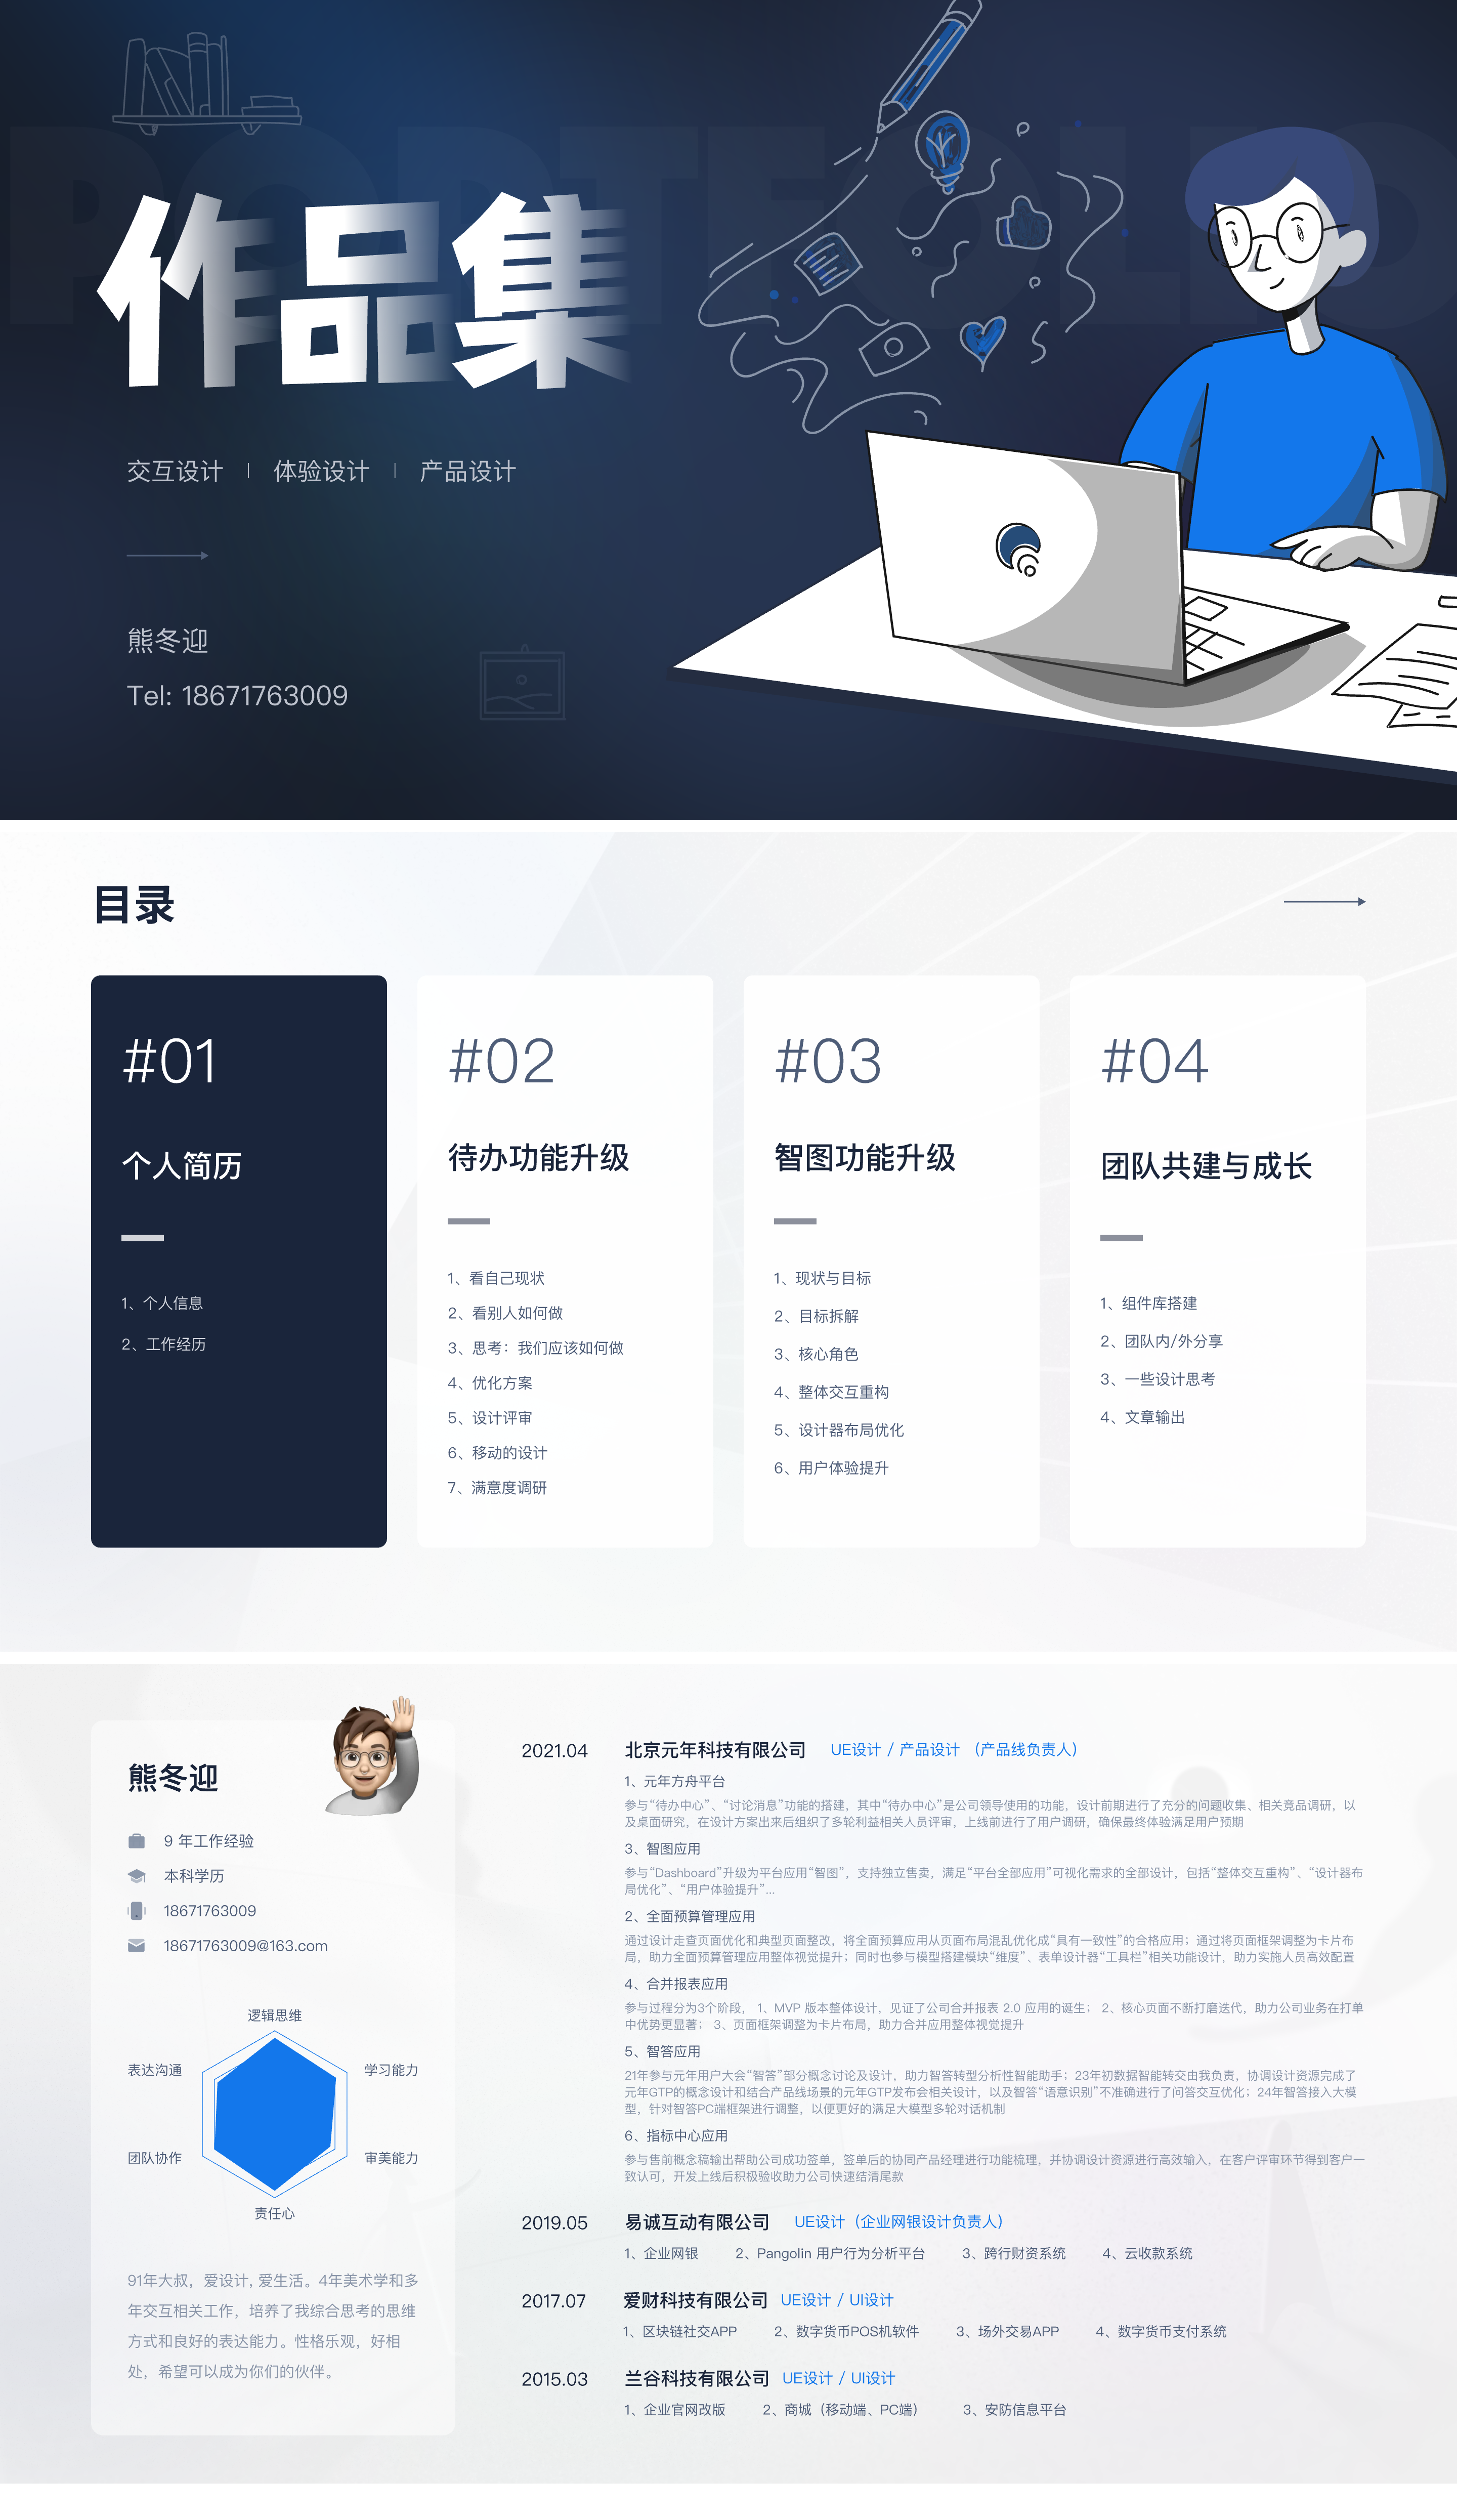 PORTFOLIO
作品集
交互设计 | 体验设计 | 产品设计
熊冬迎
Tel: 18671763009
目录
#01
个人简历
1、个人信息
2、工作经历
#02
待办功能升级
1、看自己现状
2、看别人如何做
3、思考：我们应该如何做
4、优化方案
5、设计评审
6、移动的设计
7、满意度调研
#03
智图功能升级
1、现状与目标
2、目标拆解
3、核心角色
4、整体交互重构
5、设计器布局优化
6、用户体验提升
#04
团队共建与成长
1、组件库搭建
2、团队内/外分享
3、一些设计思考
4、文章输出
熊冬迎
9 年工作经验
本科学历
18671763009
18671763009@163.com
逻辑思维
表达沟通
学习能力
团队协作
审美能力
责任心
91年大叔，爱设计, 爱生活。4年美术学和多
年交互相关工作，培养了我综合思考的思维
方式和良好的表达能力。性格乐观，好相
处，希望可以成为你们的伙伴。
2021.04 北京元年科技有限公司 UE设计 / 产品设计 （产品线负责人）
1、元年方舟平台
参与“待办中心”、“讨论消息”功能的搭建，其中“待办中心”是公司领导使用的功能，设计前期进行了充分的问题收集、相关竞品调研，以
及桌面研究，在设计方案出来后组织了多轮利益相关人员评审，上线前进行了用户调研，确保最终体验满足用户预期
3、智图应用
参与“Dashboard”升级为平台应用“智图”，支持独立售卖，满足“平台全部应用”可视化需求的全部设计，包括“整体交互重构”、“设计器布
局优化”、“用户体验提升”...
2、全面预算管理应用
通过设计走查页面优化和典型页面整改，将全面预算应用从页面布局混乱优化成“具有一致性”的合格应用；通过将页面框架调整为卡片布
局，助力全面预算管理应用整体视觉提升；同时也参与模型搭建模块“维度”、表单设计器“工具栏”相关功能设计，助力实施人员高效配置
4、合并报表应用
参与过程分为3个阶段， 1、MVP 版本整体设计，见证了公司合并报表 2.0 应用的诞生； 2、核心页面不断打磨迭代，助力公司业务在打单
中优势更显著； 3、页面框架调整为卡片布局，助力合并应用整体视觉提升
5、智答应用
21年参与元年用户大会“智答”部分概念讨论及设计，助力智答转型分析性智能助手；23年初数据智能转交由我负责，协调设计资源完成了
元年GTP的概念设计和结合产品线场景的元年GTP发布会相关设计，以及智答“语意识别”不准确进行了问答交互优化；24年智答接入大模
型，针对智答PC端框架进行调整，以便更好的满足大模型多轮对话机制
6、指标中心应用
参与售前概念稿输出帮助公司成功签单，签单后的协同产品经理进行功能梳理，并协调设计资源进行高效输入，在客户评审环节得到客户一
致认可，开发上线后积极验收助力公司快速结清尾款
2019.05 易诚互动有限公司 UE设计（企业网银设计负责人）
1、企业网银 2、Pangolin 用户行为分析平台 3、跨行财资系统 4、云收款系统
2017.07 爱财科技有限公司 UE设计 / UI设计
1、区块链社交APP 2、数字货币POS机软件 3、场外交易APP 4、数字货币支付系统
2015.03 兰谷科技有限公司 UE设计 / UI设计
1、企业官网改版 2、商城（移动端、PC端） 3、安防信息平台